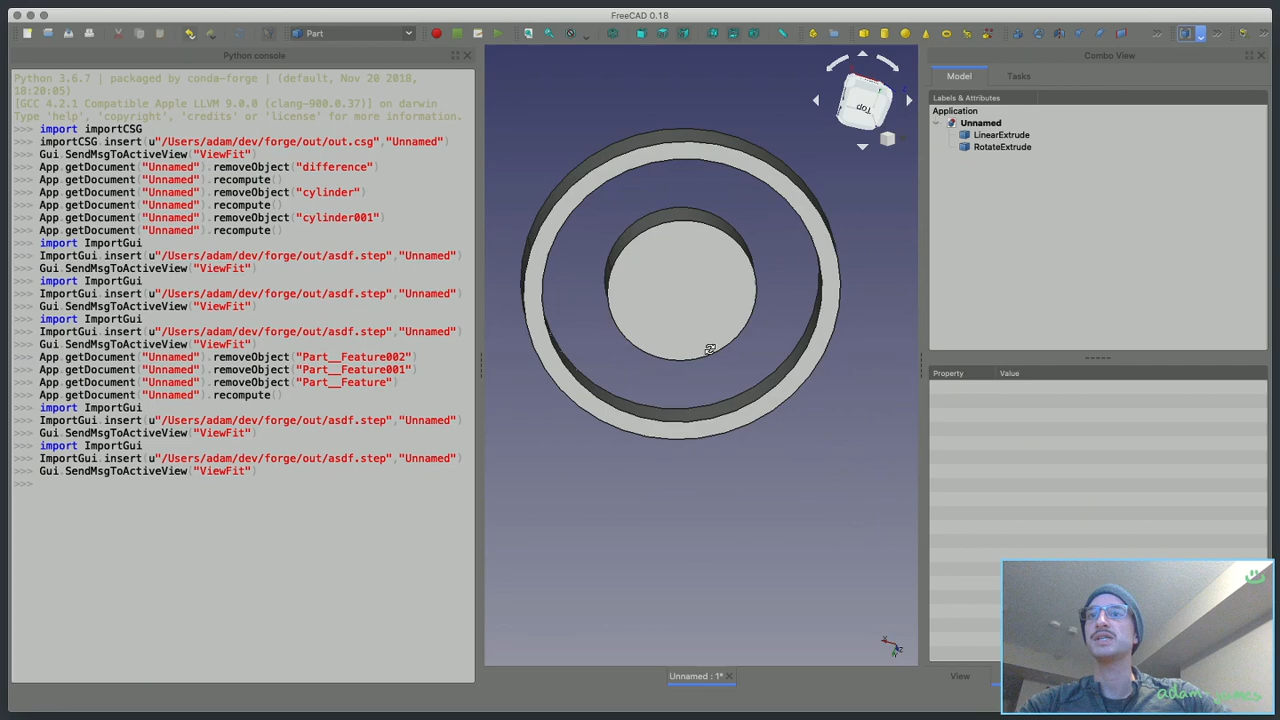 FreeCAD 0.18
Part
Python console
Combo View
Python 3.6.7 | packaged by conda-forge | (default, Nov 20 2018,
18:20:05)
[GCC 4.2.1 Compatible Apple LLVM 9.0.0 (clang-900.0.37)] on darwin
Type 'help', 'copyright', 'credits' or 'license' for more information.
>>> import importCSG
>>> importCSG.insert(u"/Users/adam/dev/forge/out/out.csg","Unnamed")
>>> Gui.SendMsgToActiveView("ViewFit")
>>> App.getDocument("Unnamed").removeObject("difference")
>>> App.getDocument("Unnamed").recompute()
>>> App.getDocument("Unnamed").removeObject("cylinder")
>>> App.getDocument("Unnamed").recompute()
>>> App.getDocument("Unnamed").removeObject("cylinder001")
>>> App.getDocument("Unnamed").recompute()
>>> import ImportGui
>>> ImportGui.insert(u"/Users/adam/dev/forge/out/asdf.step","Unnamed")
>>> Gui.SendMsgToActiveView("ViewFit")
>>> import ImportGui
>>> ImportGui.insert(u"/Users/adam/dev/forge/out/asdf.step","Unnamed")
>>> Gui.SendMsgToActiveView("ViewFit")
>>> import ImportGui
>>> ImportGui.insert(u"/Users/adam/dev/forge/out/asdf.step","Unnamed")
>>> Gui.SendMsgToActiveView("ViewFit")
>>> App.getDocument("Unnamed").removeObject("Part__Feature002")
>>> App.getDocument("Unnamed").removeObject("Part__Feature001")
>>> App.getDocument("Unnamed").removeObject("Part__Feature")
>>> App.getDocument("Unnamed").recompute()
>>> import ImportGui
>>> ImportGui.insert(u"/Users/adam/dev/forge/out/asdf.step","Unnamed")
>>> Gui.SendMsgToActiveView("ViewFit")
>>> import ImportGui
>>> ImportGui.insert(u"/Users/adam/dev/forge/out/asdf.step","Unnamed")
>>> Gui.SendMsgToActiveView("ViewFit")
>>>
Top
Unnamed : 1*
Model
Tasks
Labels & Attributes
Application
Unnamed
LinearExtrude
RotateExtrude
Property
Value
View
adam james